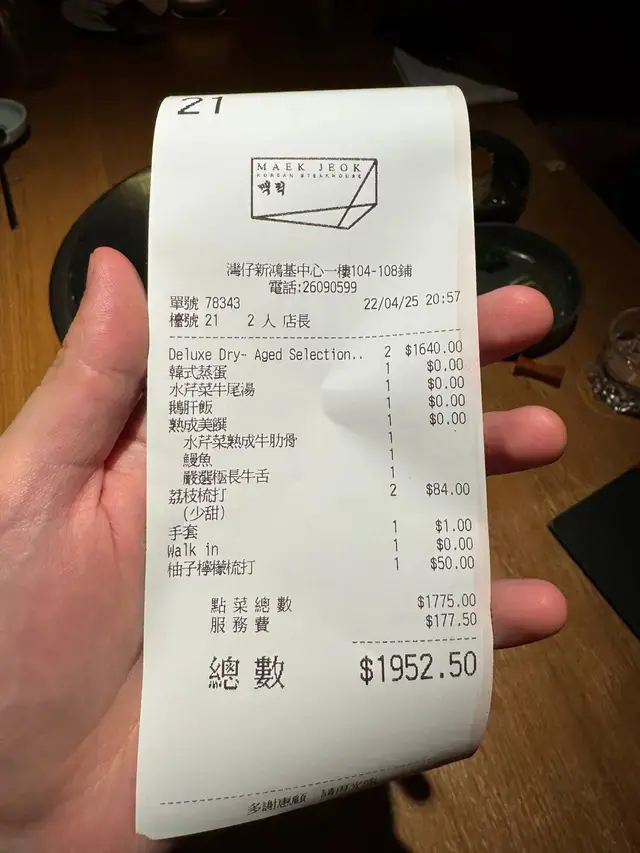 21
MAEK JEOK
KOREAN STEAKHOUSE
맥적
灣仔新鴻基中心一樓104-108鋪
電話:26090599
單號 78343 22/04/25 20:57
檯號 21 2 人 店長
Deluxe Dry- Aged Selection.. 2 $1640.00
韓式蒸蛋 1 $0.00
水芹菜牛尾湯 1 $0.00
鵝肝飯 1 $0.00
熟成美饌 1 $0.00
水芹菜熟成牛肋骨 1
鰻魚 1
嚴選極長牛舌 1
荔枝梳打 2 $84.00
(少甜)
手套 1 $1.00
Walk in 1 $0.00
柚子檸檬梳打 1 $50.00
點菜總數 $1775.00
服務費 $177.50
總數 $1952.50
多謝惠顧